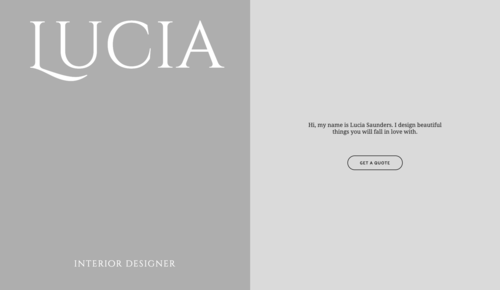 LUCIA
INTERIOR DESIGNER
Hi, my name is Lucia Saunders. I design beautiful
things you will fall in love with.
GET A QUOTE